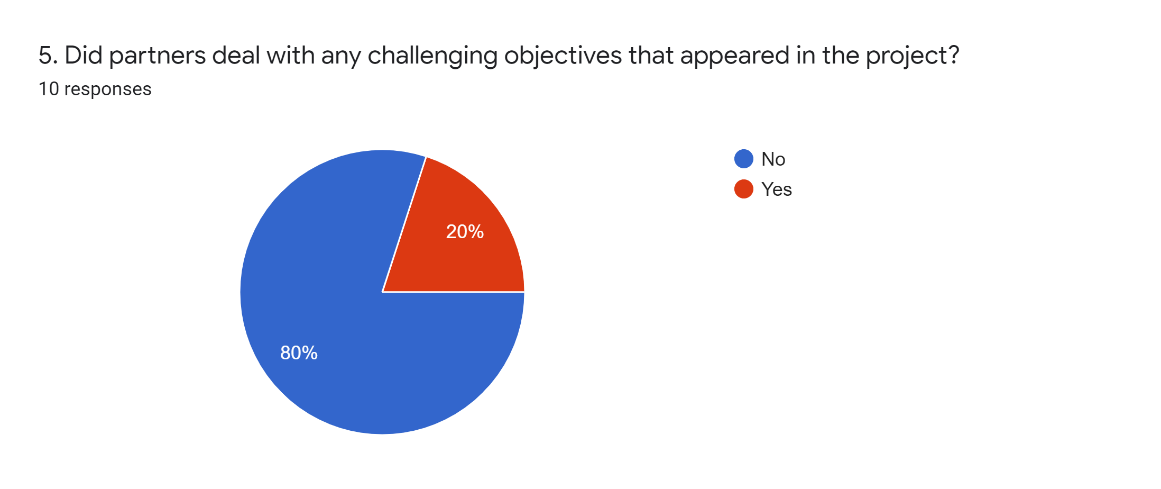 5. Did partners deal with any challenging objectives that appeared in the project?
10 responses
No
Yes
20%
80%